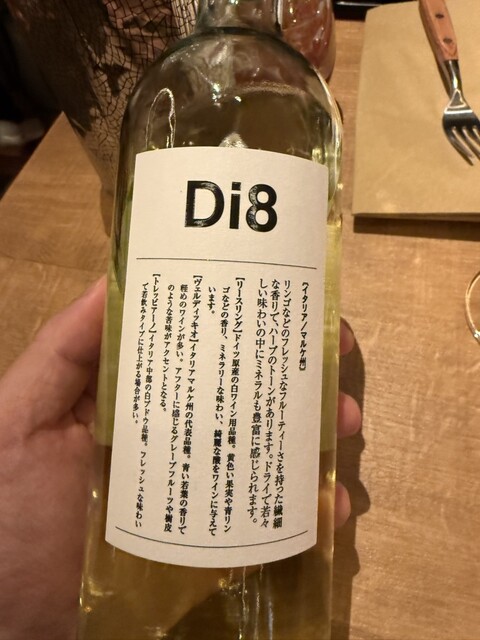 Di8
【イタリア／マルケ州】
リンゴなどのフレッシュなフルーティーさを持った繊細
な香りで、ハーブのトーンがあります。ドライで若々
しい味わいの中にミネラルも豊富に感じられます。
【リースリング】ドイツ原産の白ワイン用品種。黄色い果実や青リン
ゴなどの香り、ミネラリーな味わい、綺麗な酸をワインに与えて
います。
【ヴェルディッキオ】イタリアマルケ州の代表品種。青い若葉の香りで
軽めのワインが多い。アフターに感じるグレープフルーツや樹皮
のような苦味がアクセントとなる。
【トレッビアーノ】イタリア中部の白ブドウ品種。フレッシュな味わい
で若飲みタイプに仕上がる場合が多い。